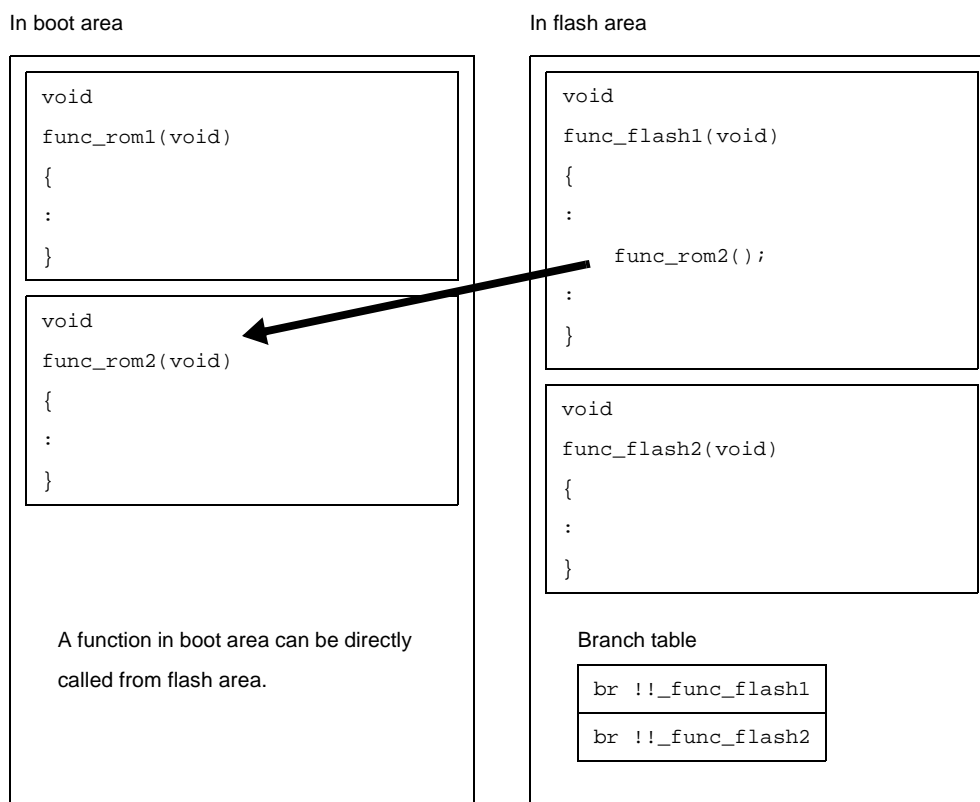 In boot area
void
func_rom1(void)
{
:
}
void
func_rom2(void)
{
:
}
A function in boot area can be directly
called from flash area.
In flash area
void
func_flash1(void)
{
:
func_rom2();
:
}
void
func_flash2(void)
{
:
}
Branch table
br !!_func_flash1
br !!_func_flash2